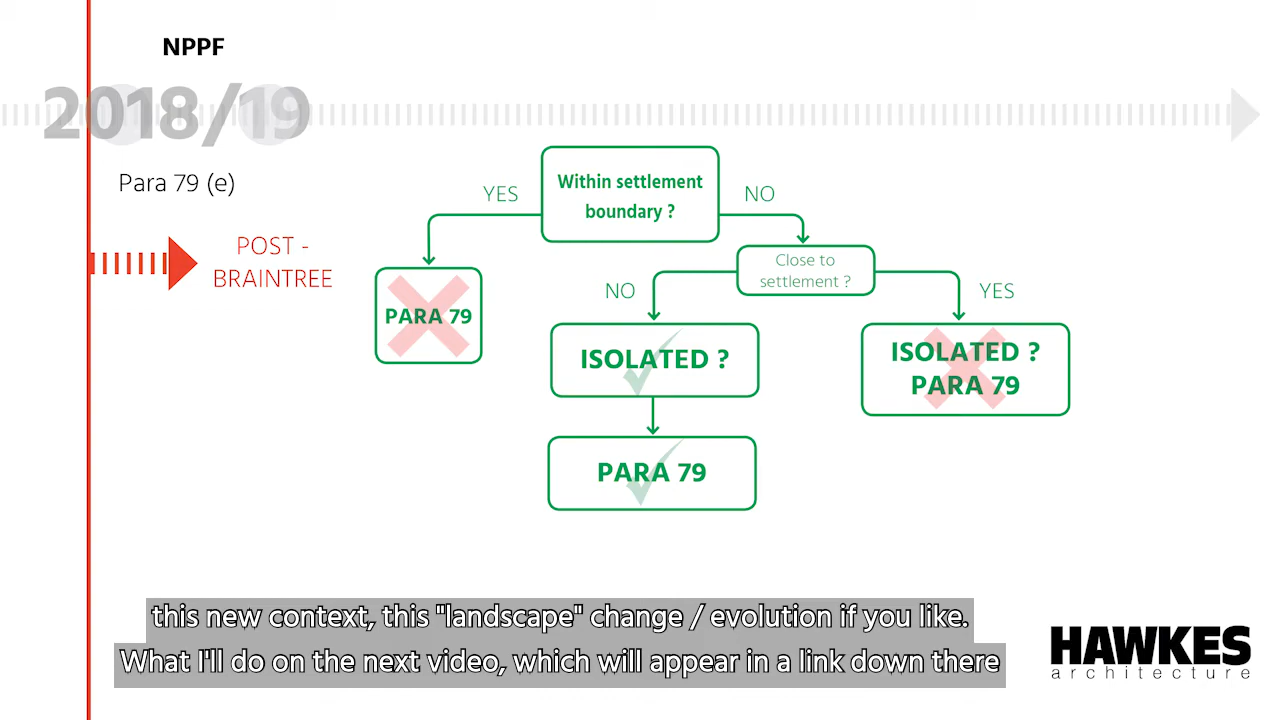 NPPF
2018/19
Para 79 (e)
POST -
BRAINTREE
Within settlement
boundary ?
YES
NO
PARA 79
Close to
settlement ?
NO
YES
ISOLATED ?
ISOLATED ?
PARA 79
PARA 79
this new context, this "landscape" change / evolution if you like.
What I'll do on the next video, which will appear in a link down there
HAWKES
architecture